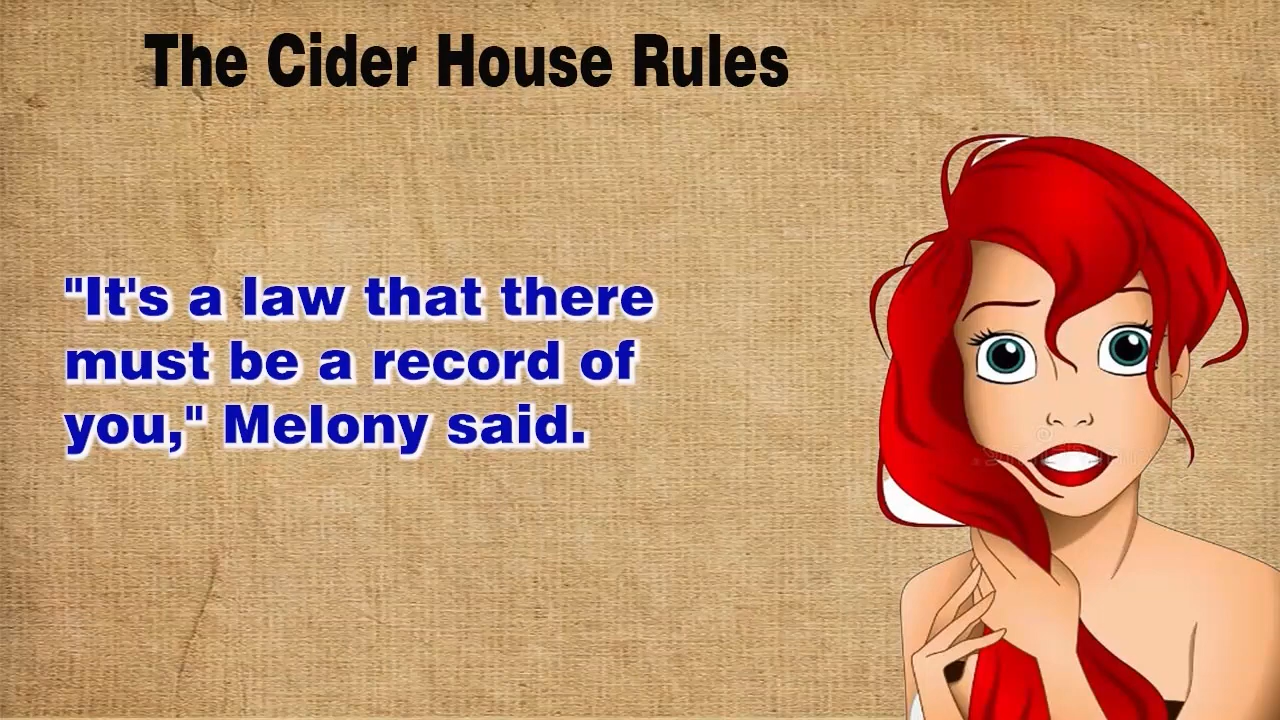 The Cider House Rules
"It's a law that there
must be a record of
you," Melony said.